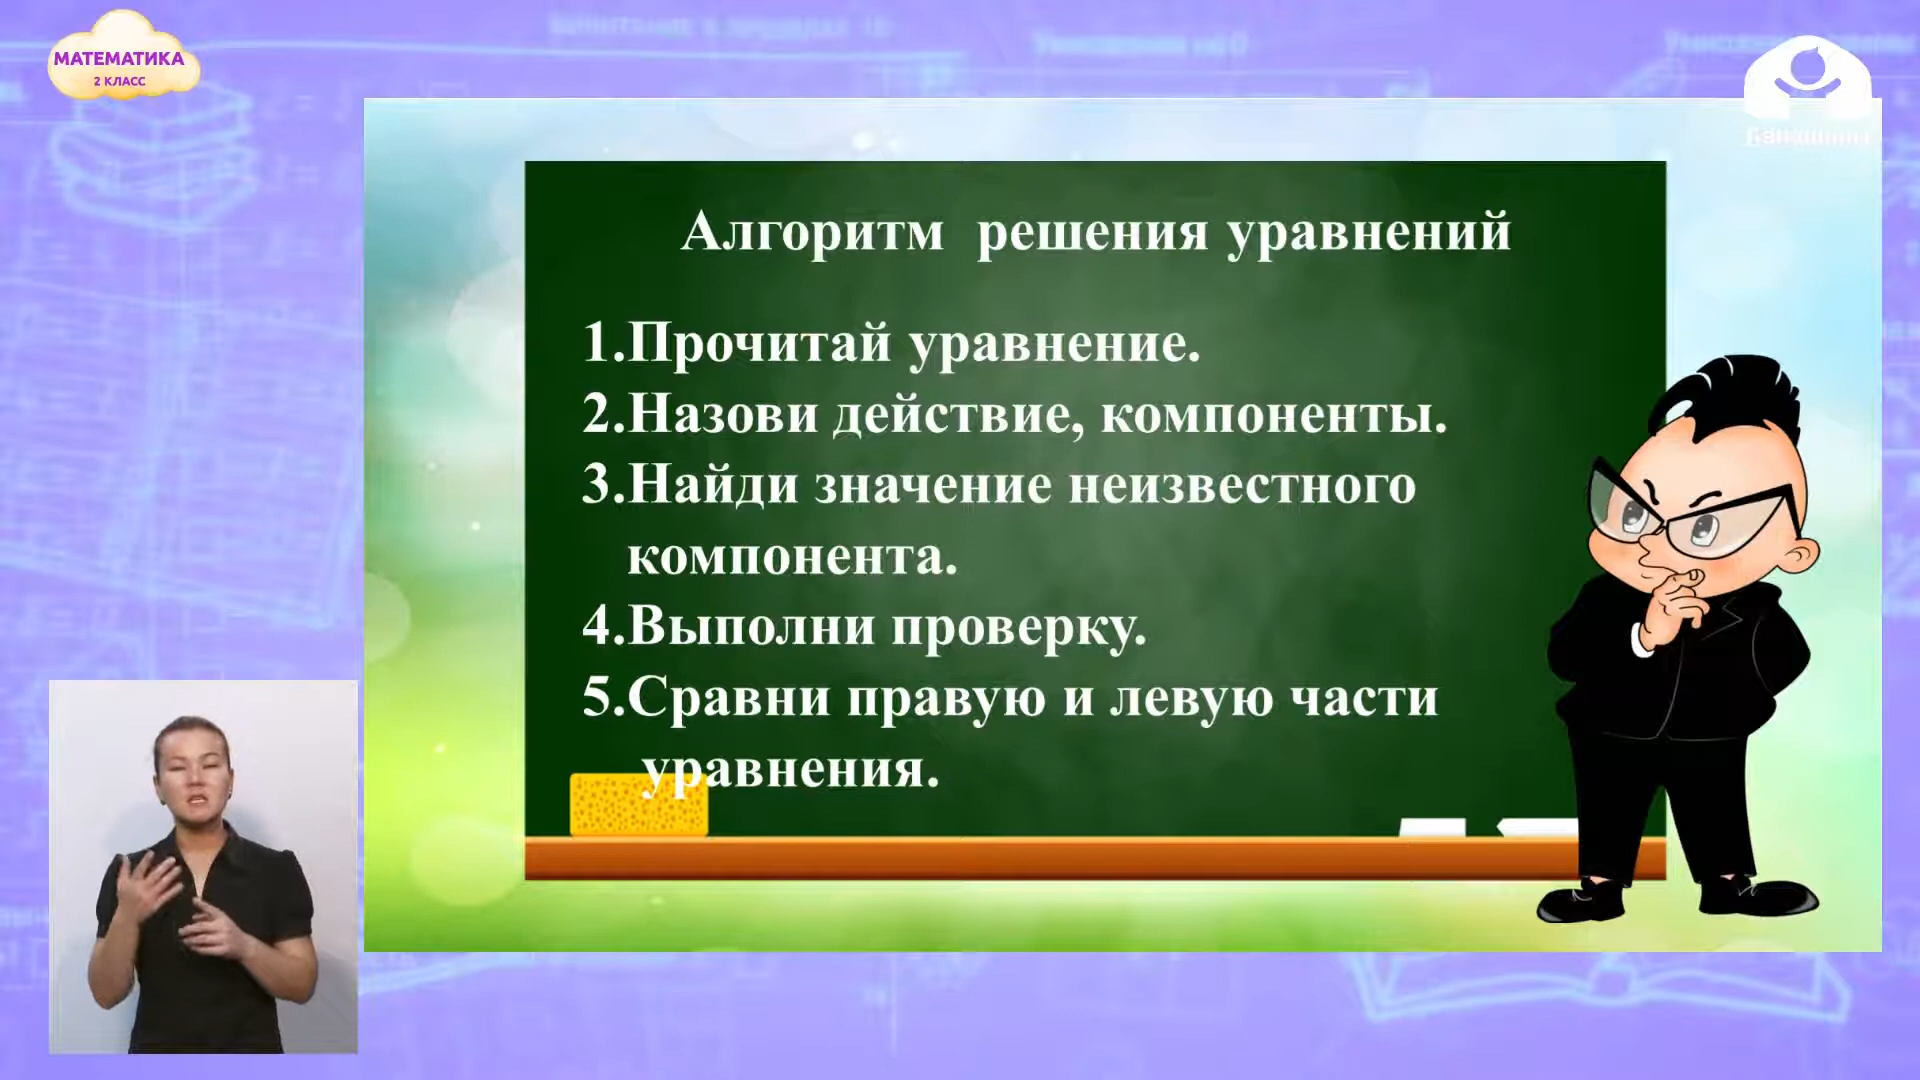 МАТЕМАТИКА
2 КЛАСС
Алгоритм решения уравнений
1.Прочитай уравнение.
2.Назови действие, компоненты.
3.Найди значение неизвестного
компонента.
4.Выполни проверку.
5.Сравни правую и левую части
уравнения.